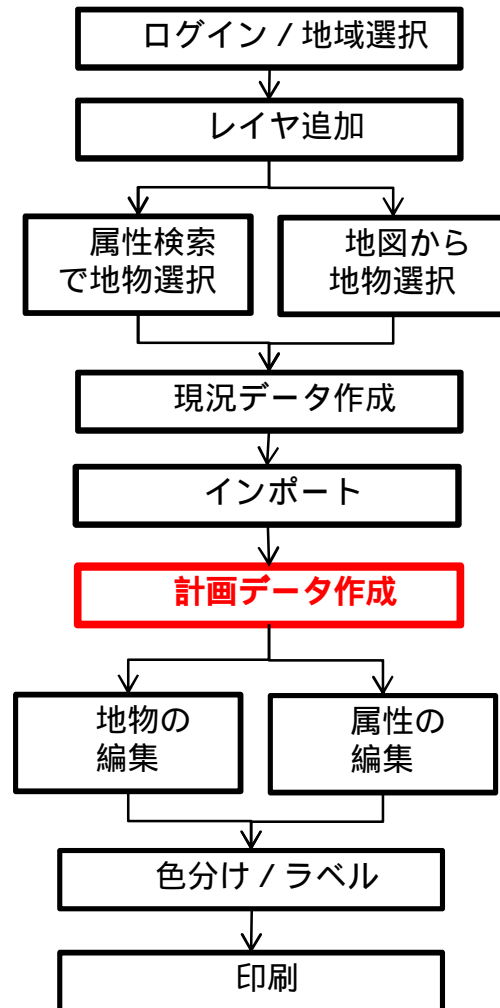 ログイン / 地域選択
レイヤ追加
属性検索
で地物選択
地図から
地物選択
現況データ作成
インポート
計画データ作成
地物の
編集
属性の
編集
色分け / ラベル
印刷